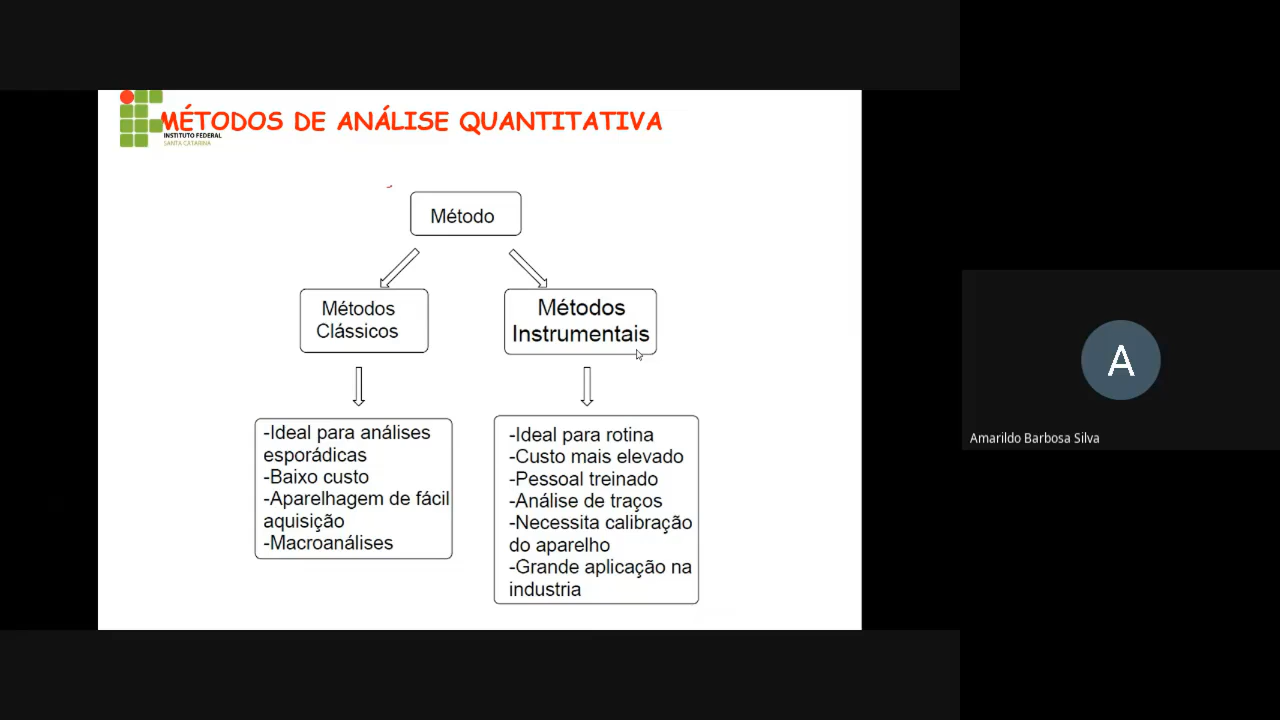 MÉTODOS DE ANÁLISE QUANTITATIVA
INSTITUTO FEDERAL
SANTA CATARINA
Método
Métodos
Clássicos
Métodos
Instrumentais
-Ideal para análises
esporádicas
-Baixo custo
-Aparelhagem de fácil
aquisição
-Macroanálises
-Ideal para rotina
-Custo mais elevado
-Pessoal treinado
-Análise de traços
-Necessita calibração
do aparelho
-Grande aplicação na
industria
A
Amarildo Barbosa Silva